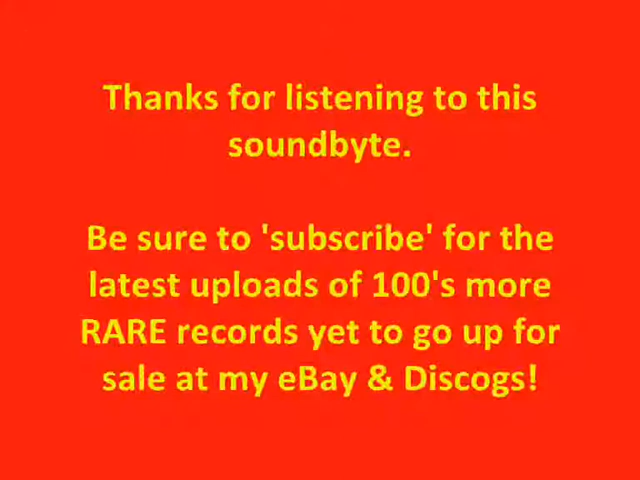 Thanks for listening to this
soundbyte.
Be sure to 'subscribe' for the
latest uploads of 100's more
RARE records yet to go up for
sale at my eBay & Discogs!